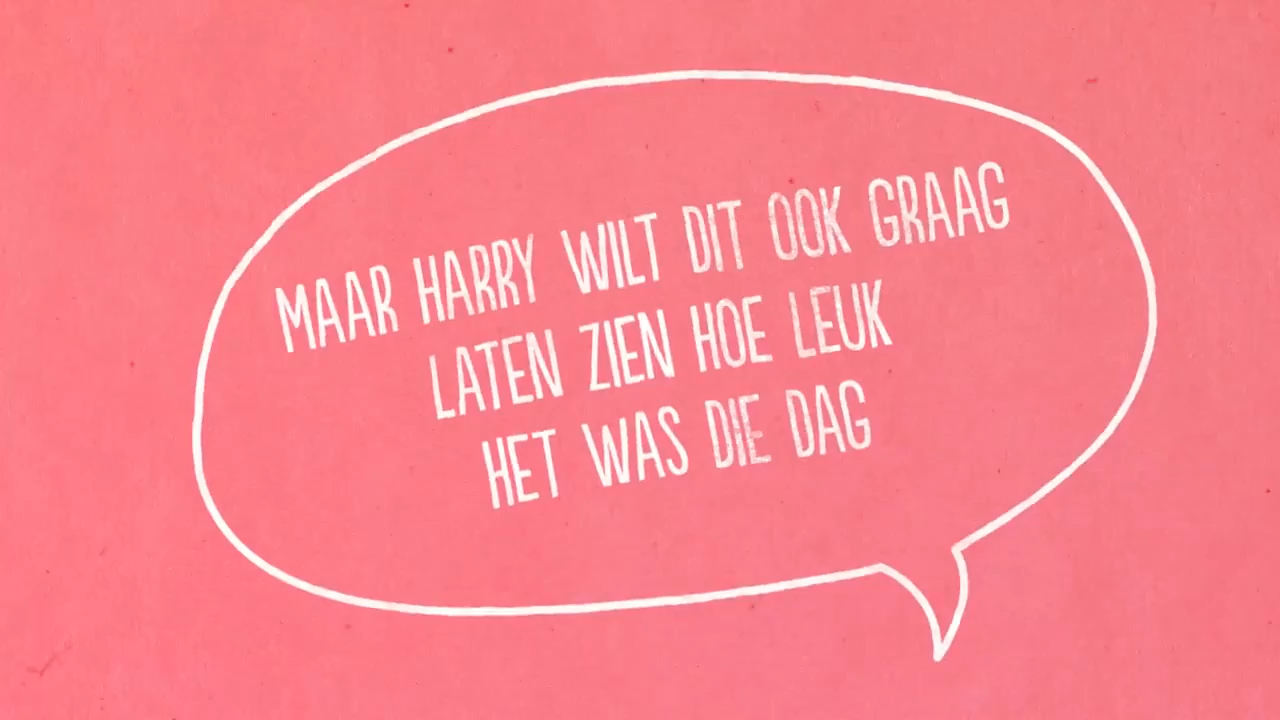 MAAR HARRY WILT DIT OOK GRAAG
LATEN ZIEN HOE LEUK
HET WAS DIE DAG